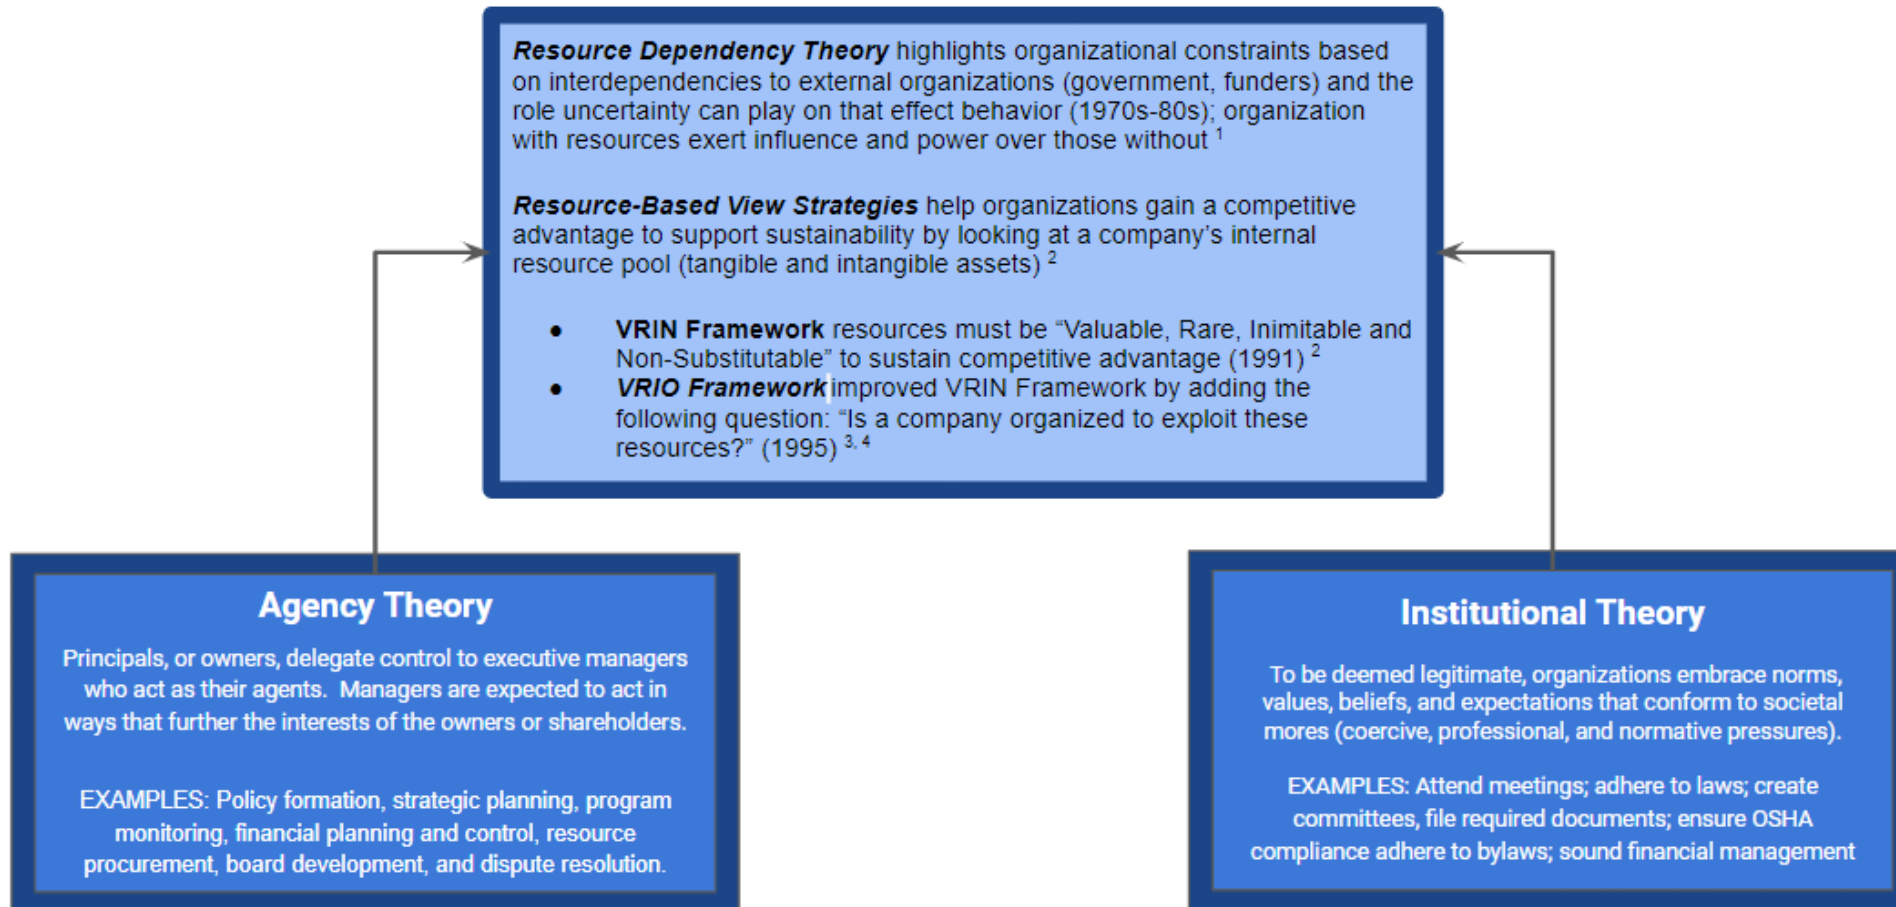 Resource Dependency Theory highlights organizational constraints based
on interdependencies to external organizations (government, funders) and the
role uncertainty can play on that effect behavior (1970s-80s); organization
with resources exert influence and power over those without ¹
Resource-Based View Strategies help organizations gain a competitive
advantage to support sustainability by looking at a company’s internal
resource pool (tangible and intangible assets) ²
● VRIN Framework resources must be “Valuable, Rare, Inimitable and
Non-Substitutable” to sustain competitive advantage (1991) ²
● VRIO Framework improved VRIN Framework by adding the
following question: “Is a company organized to exploit these
resources?” (1995) ³, ⁴
Agency Theory
Principals, or owners, delegate control to executive managers
who act as their agents.  Managers are expected to act in
ways that further the interests of the owners or shareholders.
EXAMPLES: Policy formation, strategic planning, program
monitoring, financial planning and control, resource
procurement, board development, and dispute resolution.
Institutional Theory
To be deemed legitimate, organizations embrace norms,
values, beliefs, and expectations that conform to societal
mores (coercive, professional, and normative pressures).
EXAMPLES: Attend meetings; adhere to laws; create
committees, file required documents; ensure OSHA
compliance adhere to bylaws; sound financial management